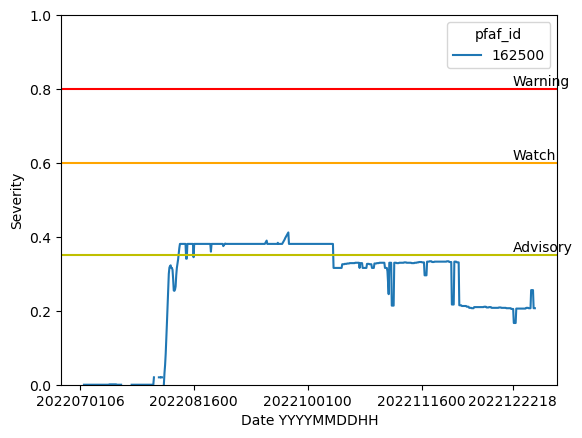 pfaf_id
162500
1.0
0.8
0.6
0.4
0.2
0.0
Severity
Warning
Watch
Advisory
2022070106
2022081600
2022100100
2022111600
2022122218
Date YYYYMMDDHH